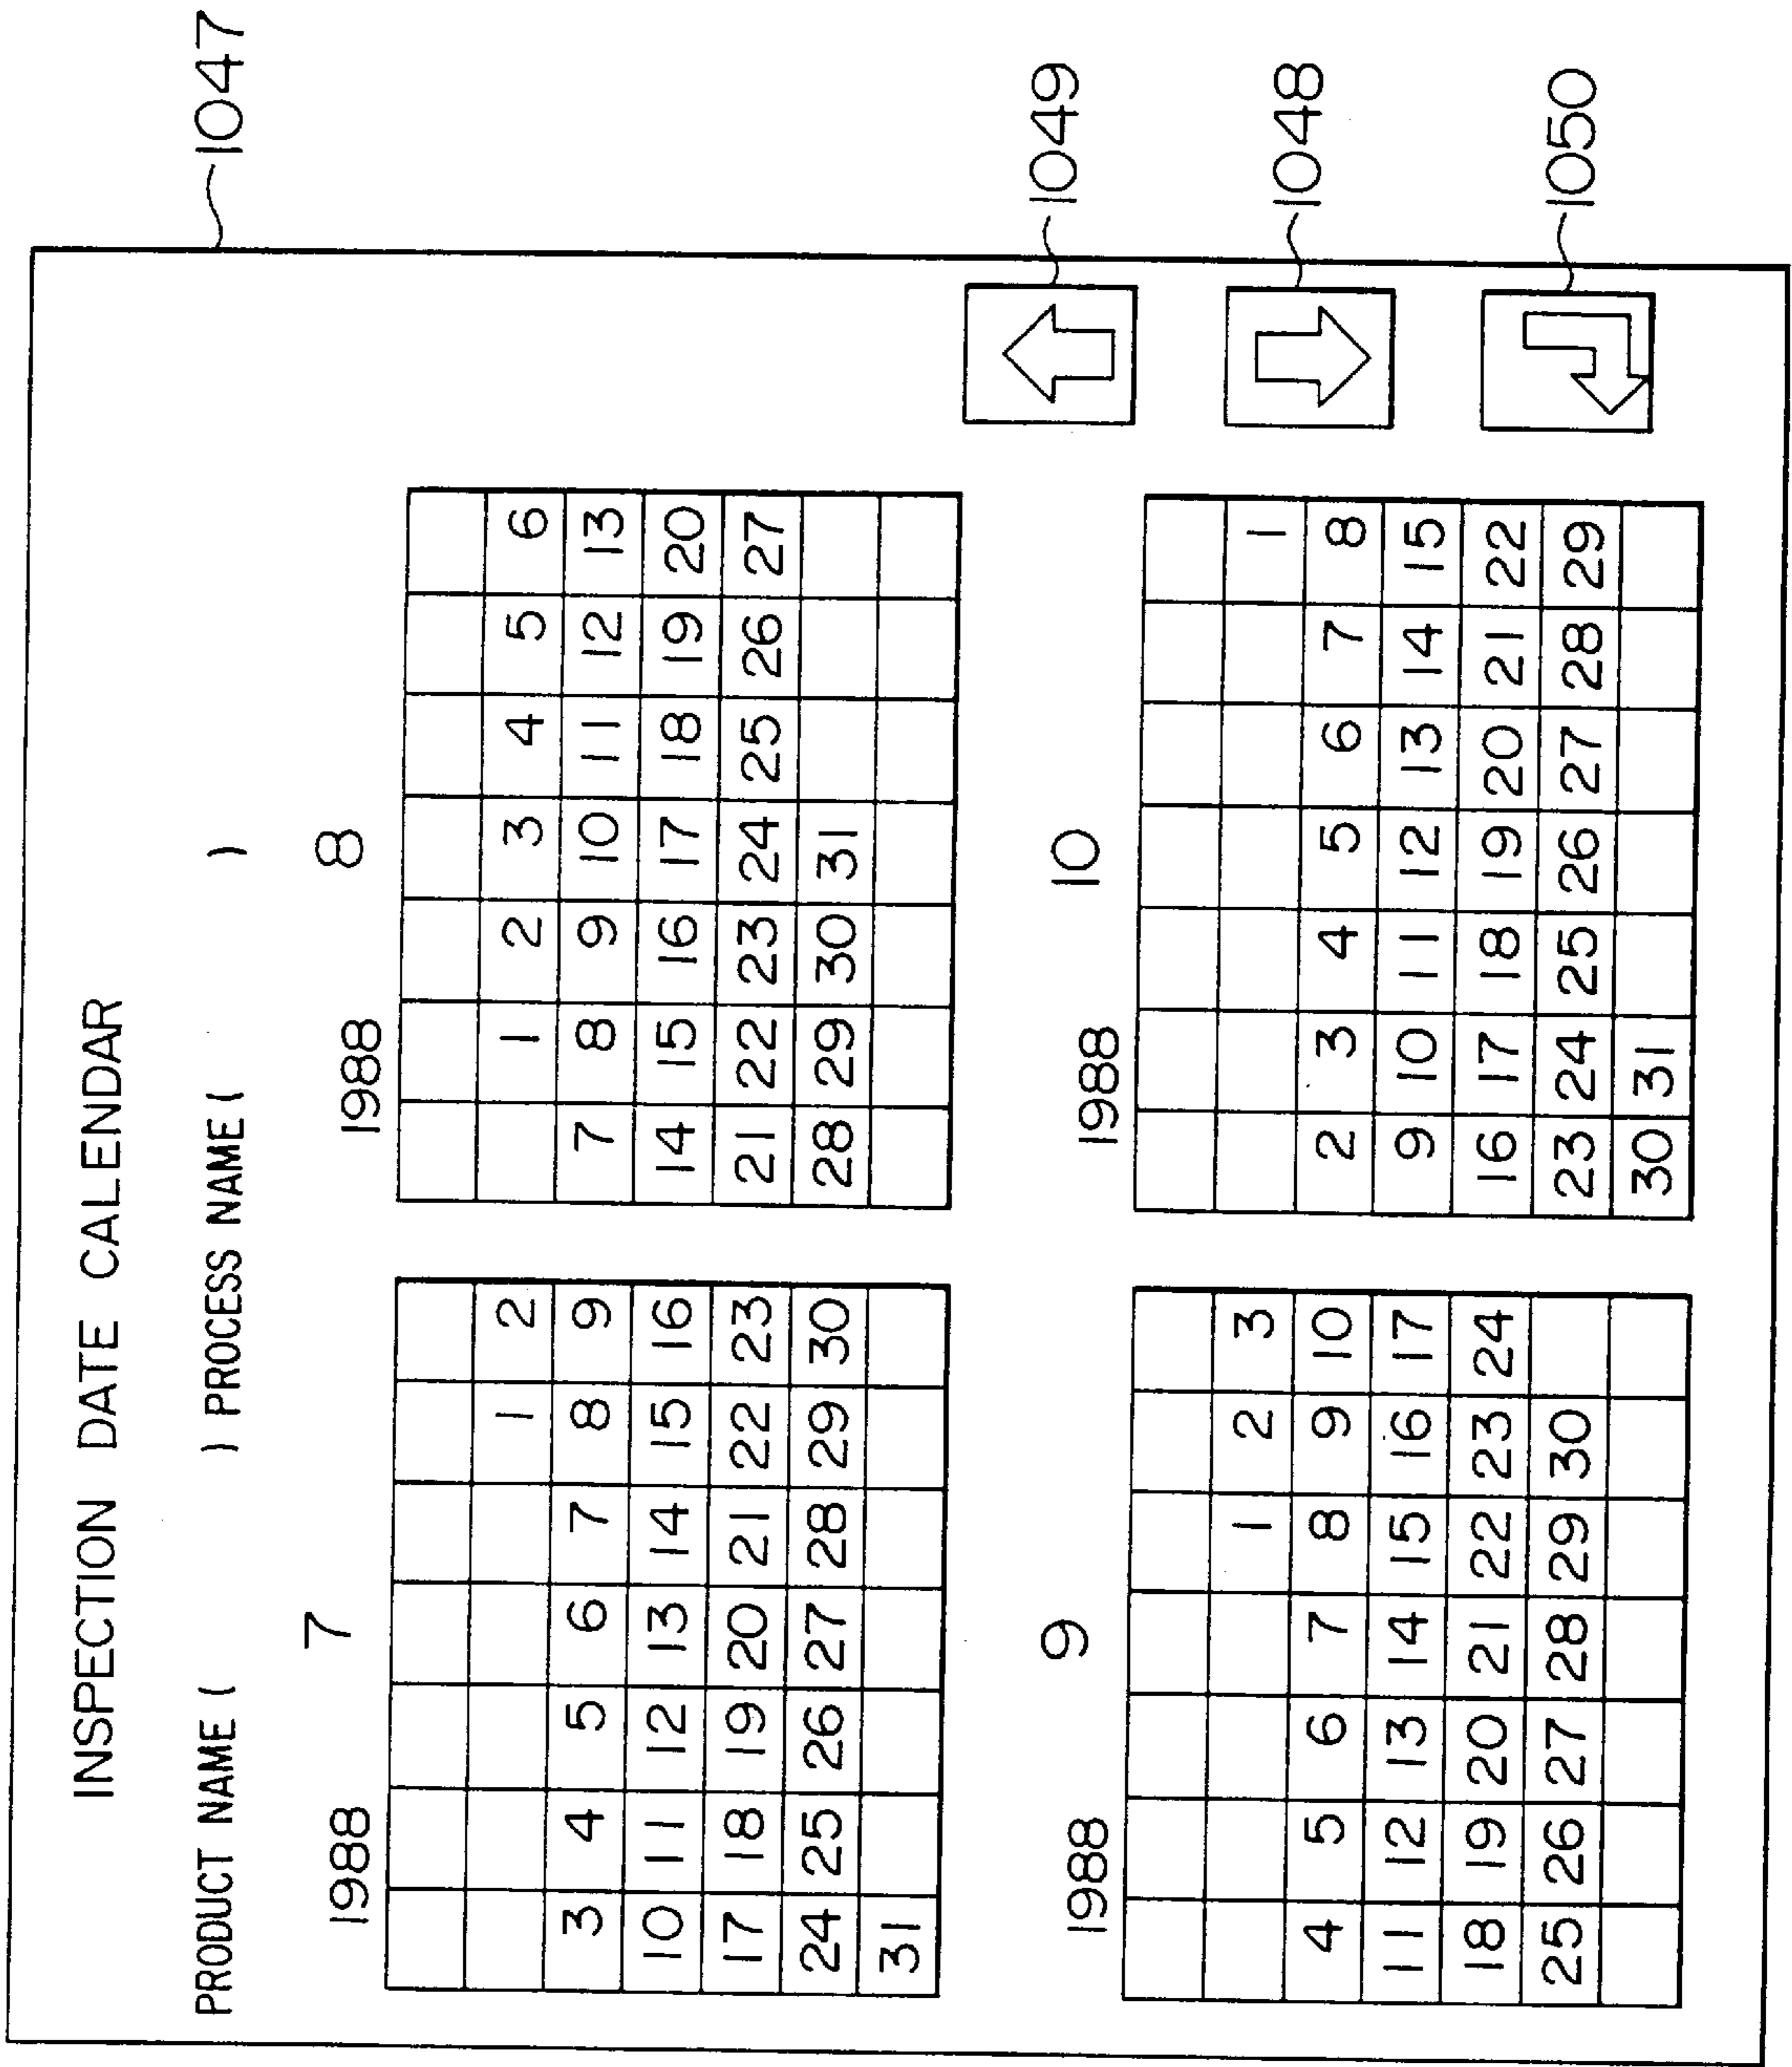 INSPECTION DATE CALENDAR
PRODUCT NAME ( ) PROCESS NAME ( )
1988 7
1 2
3 4 5 6 7 8 9
10 11 12 13 14 15 16
17 18 19 20 21 22 23
24 25 26 27 28 29 30
31
1988 8
1 2 3 4 5 6
7 8 9 10 11 12 13
14 15 16 17 18 19 20
21 22 23 24 25 26 27
28 29 30 31
1988 9
1 2 3
4 5 6 7 8 9 10
11 12 13 14 15 16 17
18 19 20 21 22 23 24
25 26 27 28 29 30
1988 10
1
2 3 4 5 6 7 8
9 10 11 12 13 14 15
16 17 18 19 20 21 22
23 24 25 26 27 28 29
30 31
1047
1049
1048
1050